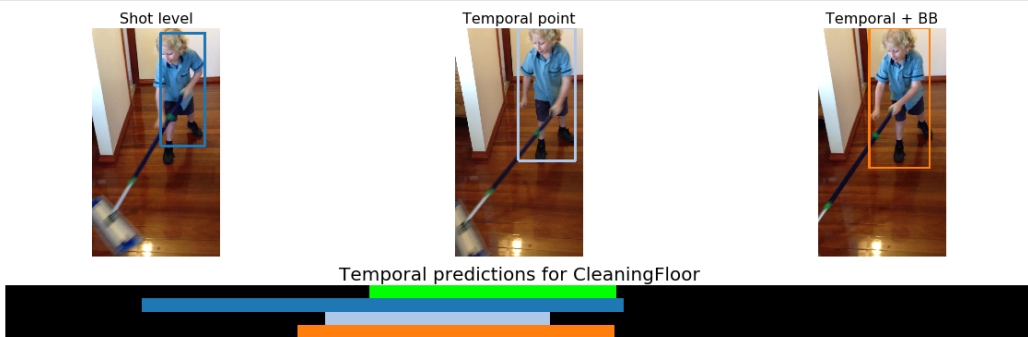 Shot level
Temporal point
Temporal + BB
Temporal predictions for CleaningFloor